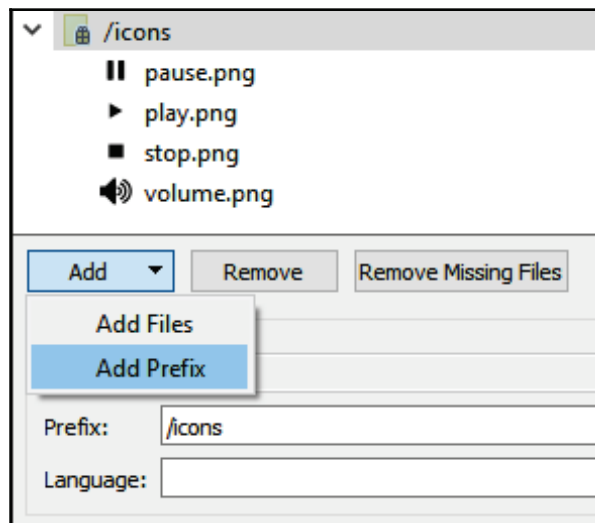 /icons
pause.png
play.png
stop.png
volume.png
Add Remove Remove Missing Files
Add Files
Add Prefix
Prefix: /icons
Language: